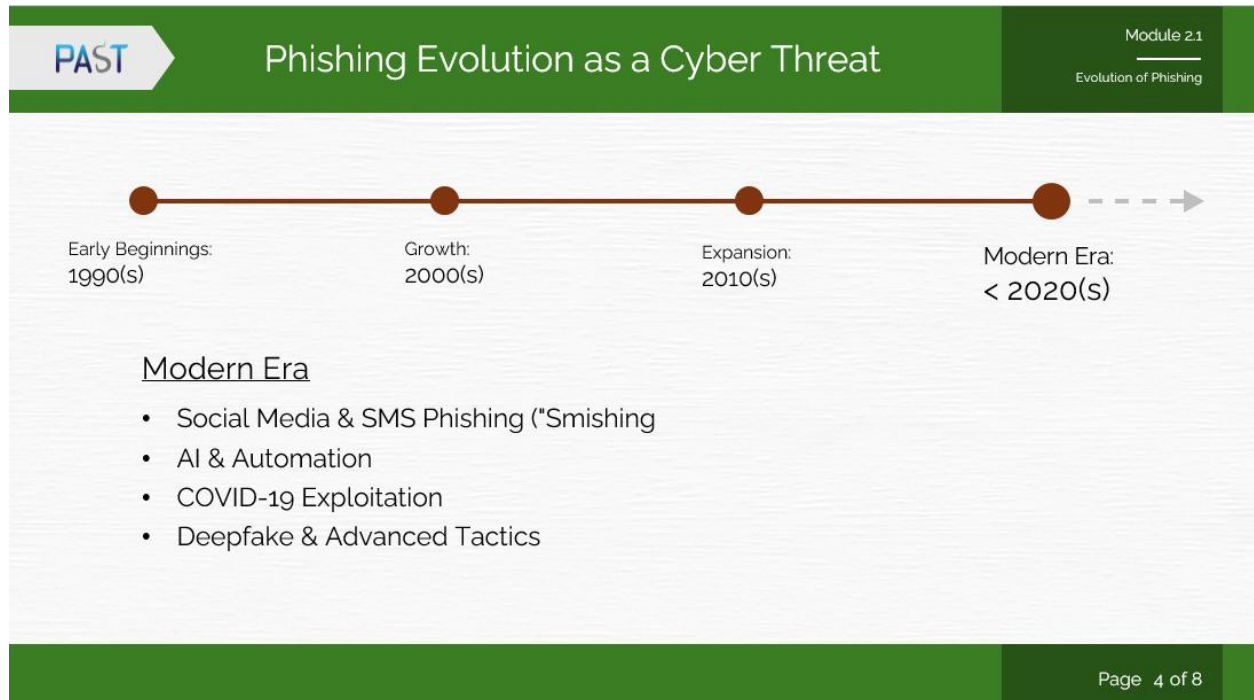 PAST
Phishing Evolution as a Cyber Threat
Module 2.1
Evolution of Phishing
Early Beginnings:
1990(s)
Growth:
2000(s)
Expansion:
2010(s)
Modern Era:
< 2020(s)
Modern Era
• Social Media & SMS Phishing ("Smishing
• AI & Automation
• COVID-19 Exploitation
• Deepfake & Advanced Tactics
Page 4 of 8